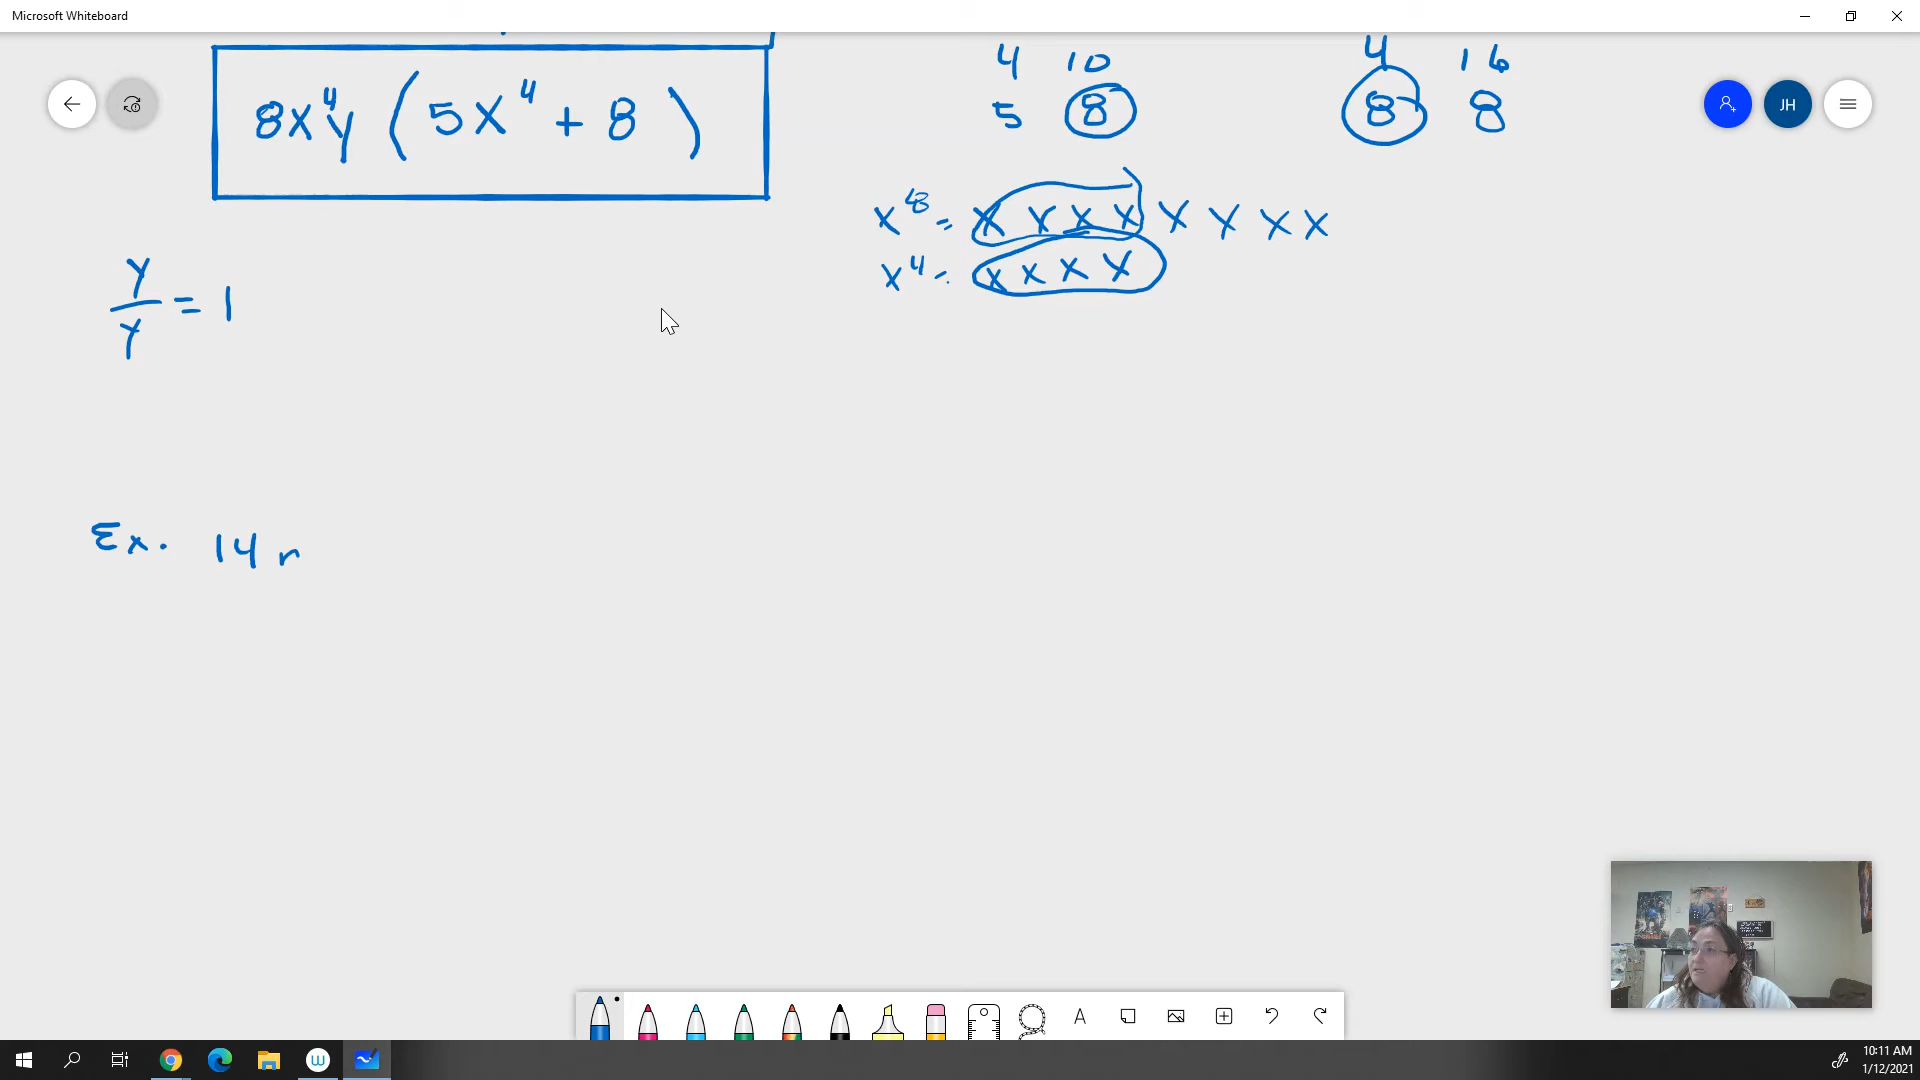 Microsoft Whiteboard
4 10
4 16
8x⁴y (5x⁴ + 8)
5 8
8 8
JH
x⁸ = x x x x x x x x
x⁴ = x x x x
y/y = 1
Ex. 14 r
A
10:11 AM
1/12/2021